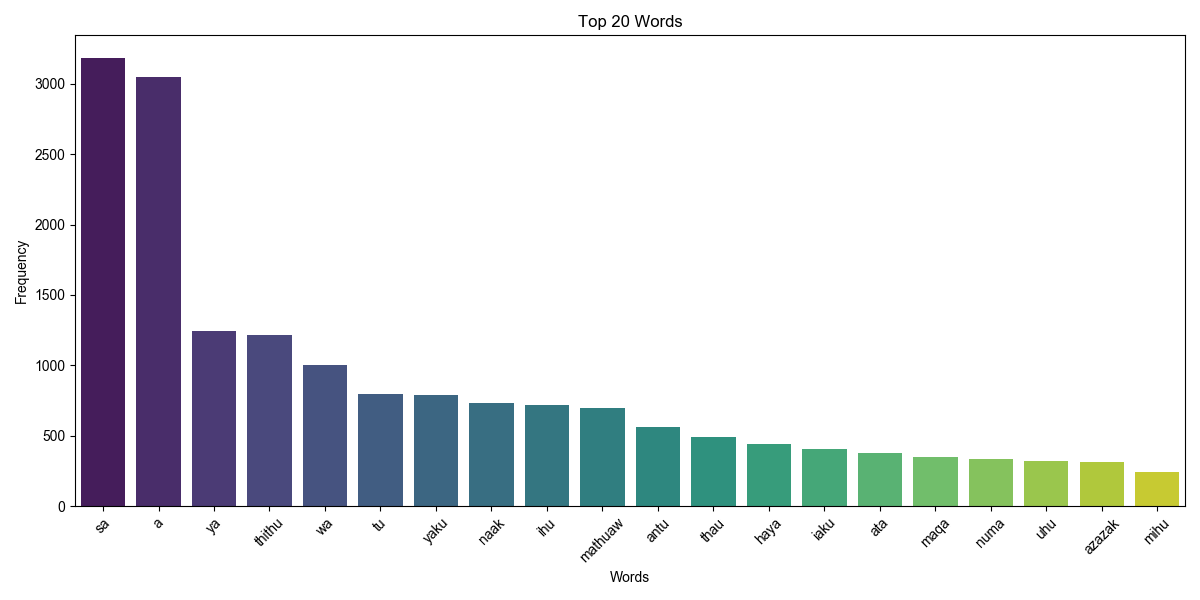 Top 20 Words
Frequency
3000
2500
2000
1500
1000
500
0
sa a ya thithu wa tu yaku naak ihu mathuaw antu thau haya iaku ata maqa numa uhu azazak mihu
Words